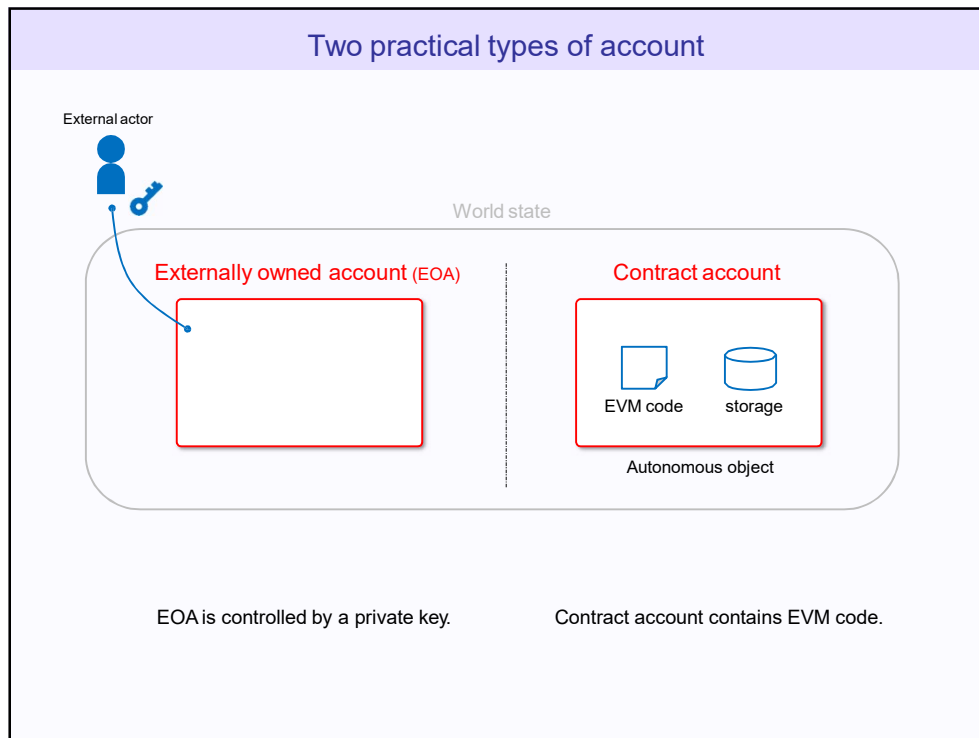 Two practical types of account
External actor
World state
Externally owned account (EOA)
Contract account
EVM code
storage
Autonomous object
EOA is controlled by a private key.
Contract account contains EVM code.